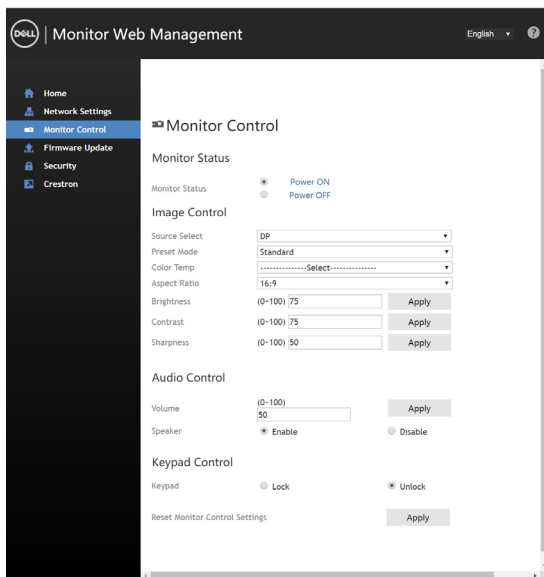 DELL | Monitor Web Management
English
?
Home
Network Settings
Monitor Control
Firmware Update
Security
Crestron
Monitor Control
Monitor Status
Monitor Status Power ON
Power OFF
Image Control
Source Select DP
Preset Mode Standard
Color Temp ---------------Select---------------
Aspect Ratio 16:9
Brightness (0~100) 75 Apply
Contrast (0~100) 75 Apply
Sharpness (0~100) 50 Apply
Audio Control
(0~100)
Volume 50 Apply
Speaker Enable Disable
Keypad Control
Keypad Lock Unlock
Reset Monitor Control Settings Apply